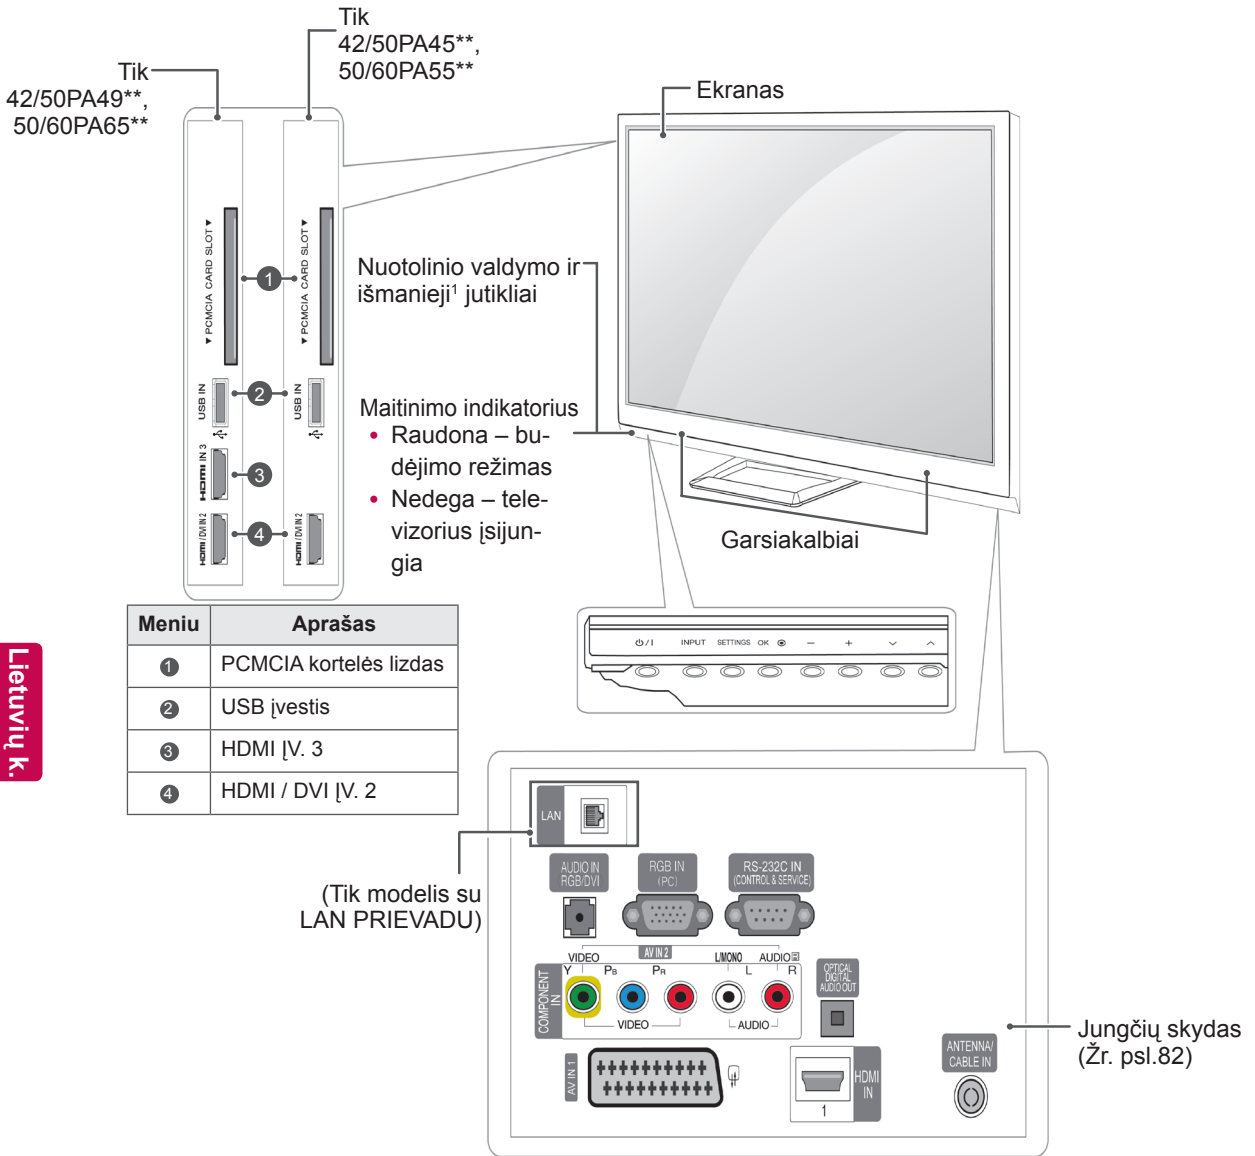 Tik
42/50PA45**,
50/60PA55**
Tik
42/50PA49**,
50/60PA65**
Ekranas
▼PCMCIA CARD SLOT▼
▼PCMCIA CARD SLOT▼
1
USB IN
USB IN
2
HDMI IN 3
3
HDMI/DVI IN 2
HDMI/DVI IN 2
4
Nuotolinio valdymo ir
išmanieji¹ jutikliai
Maitinimo indikatorius
• Raudona – bu-
dėjimo režimas
• Nedega – tele-
vizorius įsijun-
gia
Garsiakalbiai
Meniu Aprašas
1 PCMCIA kortelės lizdas
2 USB įvestis
3 HDMI ĮV. 3
4 HDMI / DVI ĮV. 2
Lietuvių k.
⏻/I INPUT SETTINGS OK ⦿ − +
(Tik modelis su
LAN PRIEVADU)
LAN
AUDIO IN
RGB/DVI
RGB IN
(PC)
RS-232C IN
(CONTROL & SERVICE)
AV IN 2
VIDEO L/MONO AUDIO R
Y PB PR L R
COMPONENT
IN
VIDEO AUDIO
OPTICAL
DIGITAL
AUDIO OUT
AV IN 1
HDMI
IN
1
ANTENNA/
CABLE IN
Jungčių skydas
(Žr. psl.82)